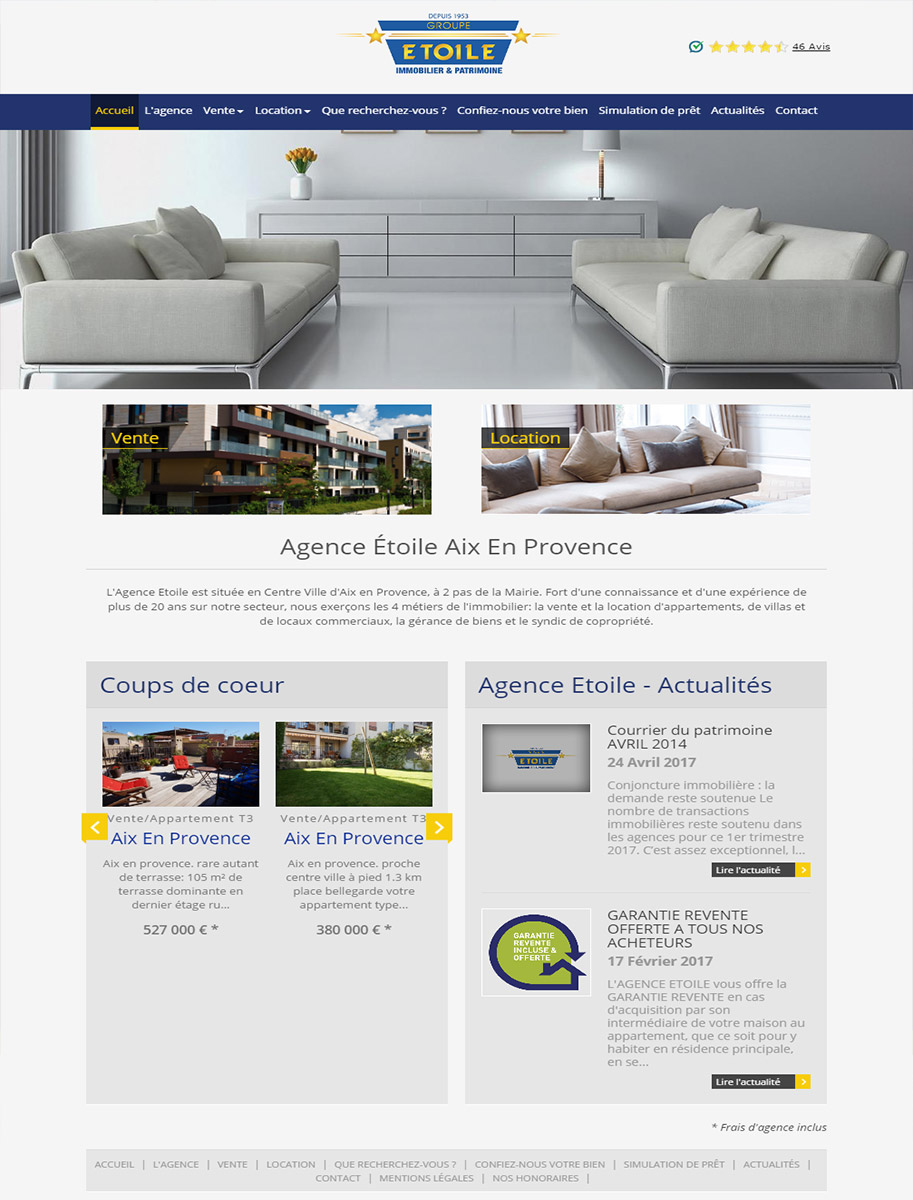 DEPUIS 1953
GROUPE
ETOILE
IMMOBILIER & PATRIMOINE
46 Avis
Accueil L'agence Vente Location Que recherchez-vous ? Confiez-nous votre bien Simulation de prêt Actualités Contact
Vente
Location
Agence Étoile Aix En Provence
L'Agence Etoile est située en Centre Ville d'Aix en Provence, à 2 pas de la Mairie. Fort d'une connaissance et d'une expérience de
plus de 20 ans sur notre secteur, nous exerçons les 4 métiers de l'immobilier: la vente et la location d'appartements, de villas et
de locaux commerciaux, la gérance de biens et le syndic de copropriété.
Coups de coeur
Vente/Appartement T3
Aix En Provence
Aix en provence. rare autant
de terrasse: 105 m² de
terrasse dominante en
dernier étage ru...
527 000 € *
Vente/Appartement T3
Aix En Provence
Aix en provence. proche
centre ville à pied 1.3 km
place bellegarde votre
appartement type...
380 000 € *
Agence Etoile - Actualités
ETOILE
Courrier du patrimoine
AVRIL 2014
24 Avril 2017
Conjoncture immobilière : la
demande reste soutenue Le
nombre de transactions
immobilières reste soutenu dans
les agences pour ce 1er trimestre
2017. C'est assez exceptionnel, l...
Lire l'actualité
GARANTIE
REVENTE
INCLUSE &
OFFERTE
GARANTIE REVENTE
OFFERTE A TOUS NOS
ACHETEURS
17 Février 2017
L'AGENCE ETOILE vous offre la
GARANTIE REVENTE en cas
d'acquisition par son
intermédiaire de votre maison au
appartement, que ce soit pour y
habiter en résidence principale,
en se...
Lire l'actualité
* Frais d'agence inclus
ACCUEIL | L'AGENCE | VENTE | LOCATION | QUE RECHERCHEZ-VOUS ? | CONFIEZ-NOUS VOTRE BIEN | SIMULATION DE PRÊT | ACTUALITÉS |
CONTACT | MENTIONS LÉGALES | NOS HONORAIRES |